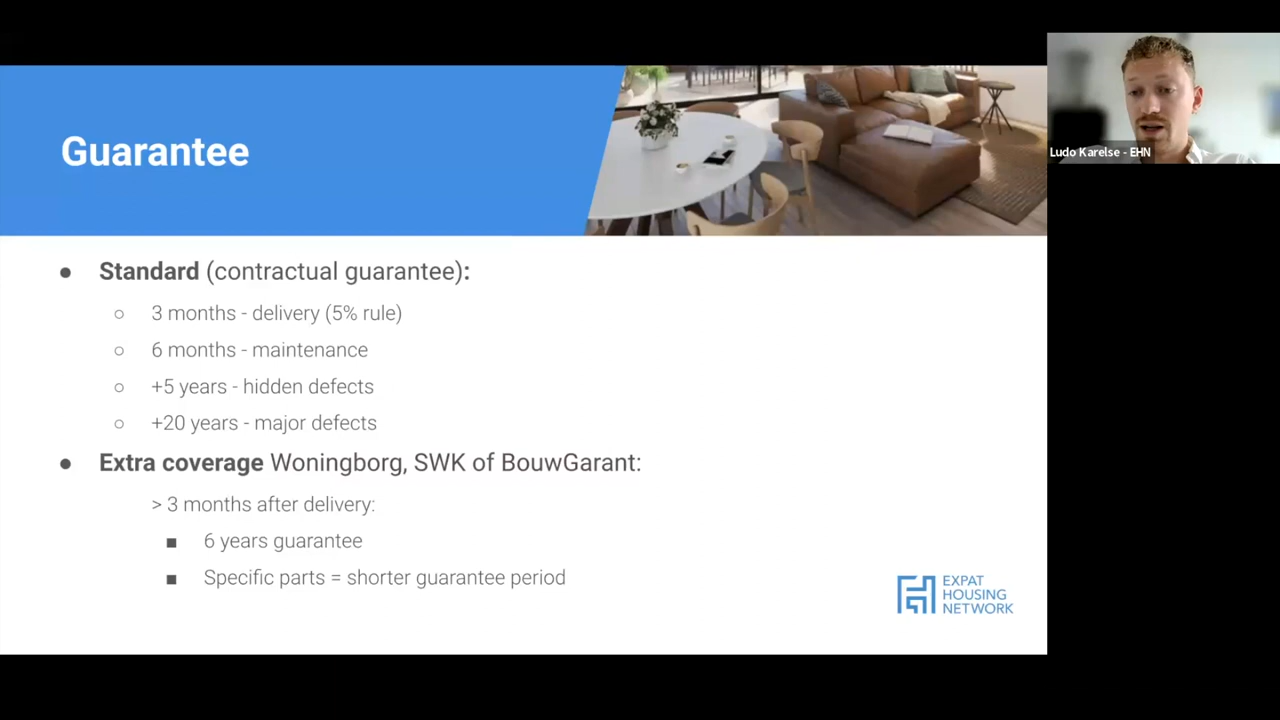 Guarantee
Ludo Karelse - EHN
Standard (contractual guarantee):
3 months - delivery (5% rule)
6 months - maintenance
+5 years - hidden defects
+20 years - major defects
Extra coverage Woningborg, SWK of BouwGarant:
> 3 months after delivery:
6 years guarantee
Specific parts = shorter guarantee period
EXPAT
HOUSING
NETWORK